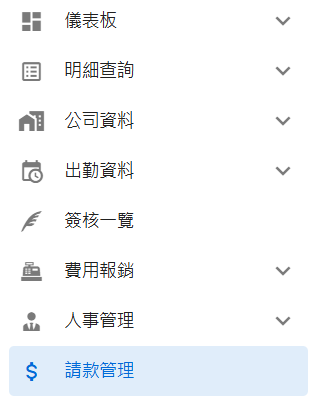 儀表板
明細查詢
公司資料
出勤資料
簽核一覽
費用報銷
人事管理
請款管理